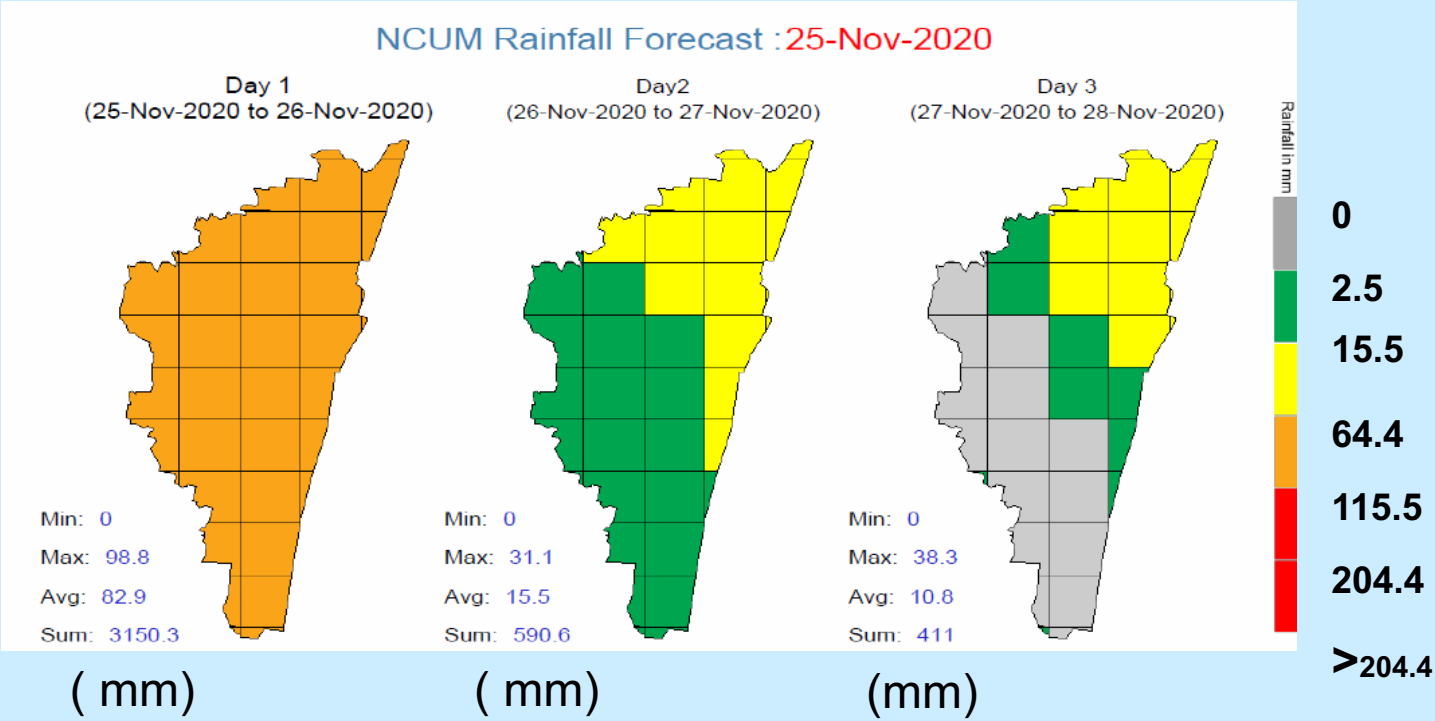 NCUM Rainfall Forecast :25-Nov-2020
Day 1
(25-Nov-2020 to 26-Nov-2020)
Day2
(26-Nov-2020 to 27-Nov-2020)
Day 3
(27-Nov-2020 to 28-Nov-2020)
Rainfall in mm
0
2.5
15.5
64.4
115.5
204.4
>204.4
Min: 0
Max: 98.8
Avg: 82.9
Sum: 3150.3
( mm)
Min: 0
Max: 31.1
Avg: 15.5
Sum: 590.6
( mm)
Min: 0
Max: 38.3
Avg: 10.8
Sum: 411
(mm)